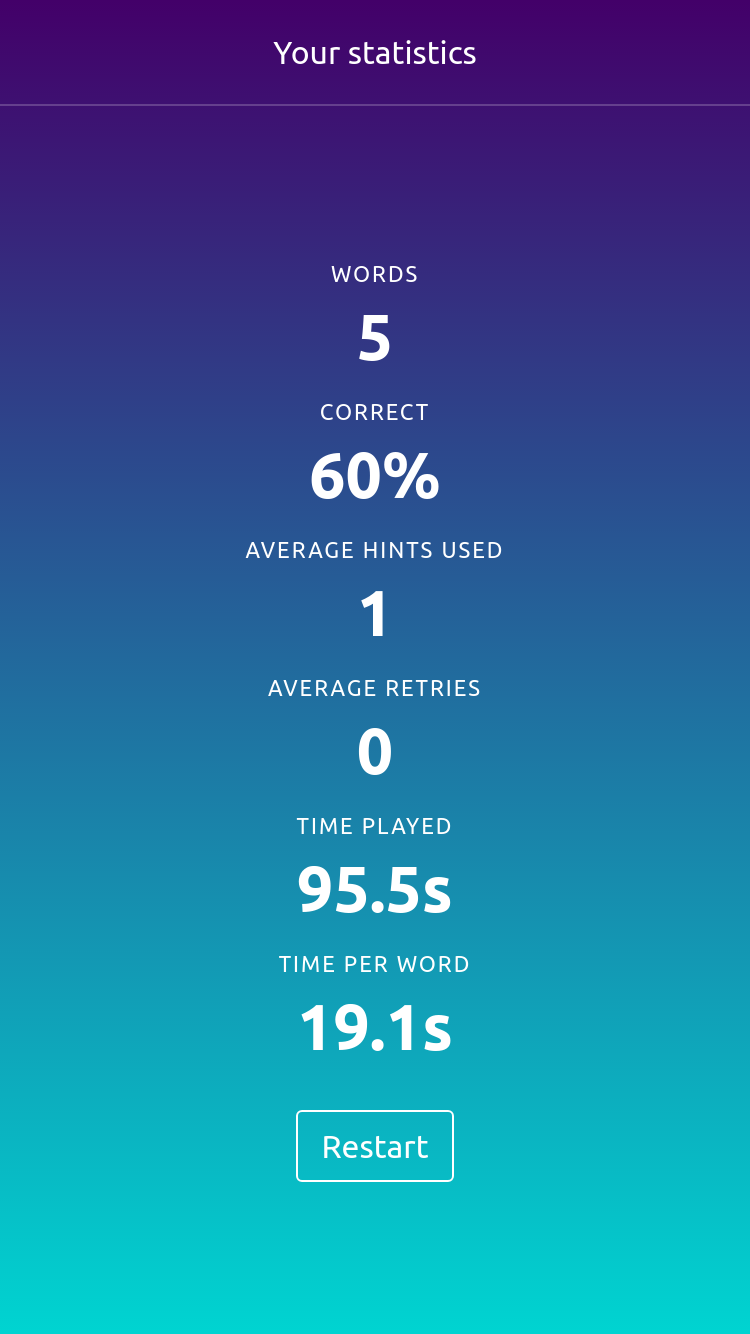 Your statistics
WORDS
5
CORRECT
60%
AVERAGE HINTS USED
1
AVERAGE RETRIES
0
TIME PLAYED
95.5s
TIME PER WORD
19.1s
Restart